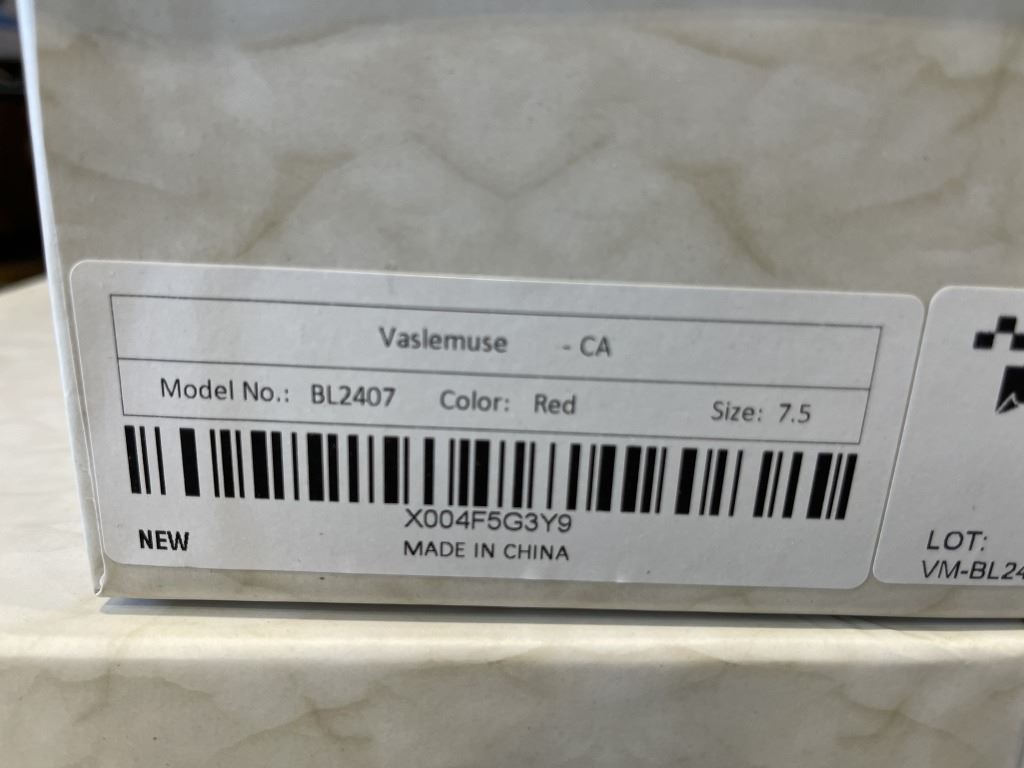 Vaslemuse - CA
Model No.: BL2407 Color: Red Size: 7.5
X004F5G3Y9
NEW
MADE IN CHINA
LOT:
VM-BL24